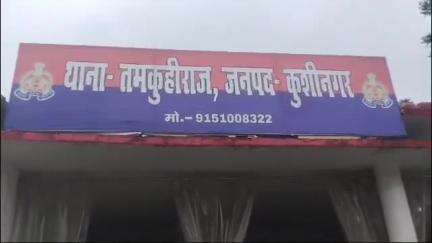 थाना- तमकुहीराज, जनपद- कुशीनगर
मो.- 9151008322